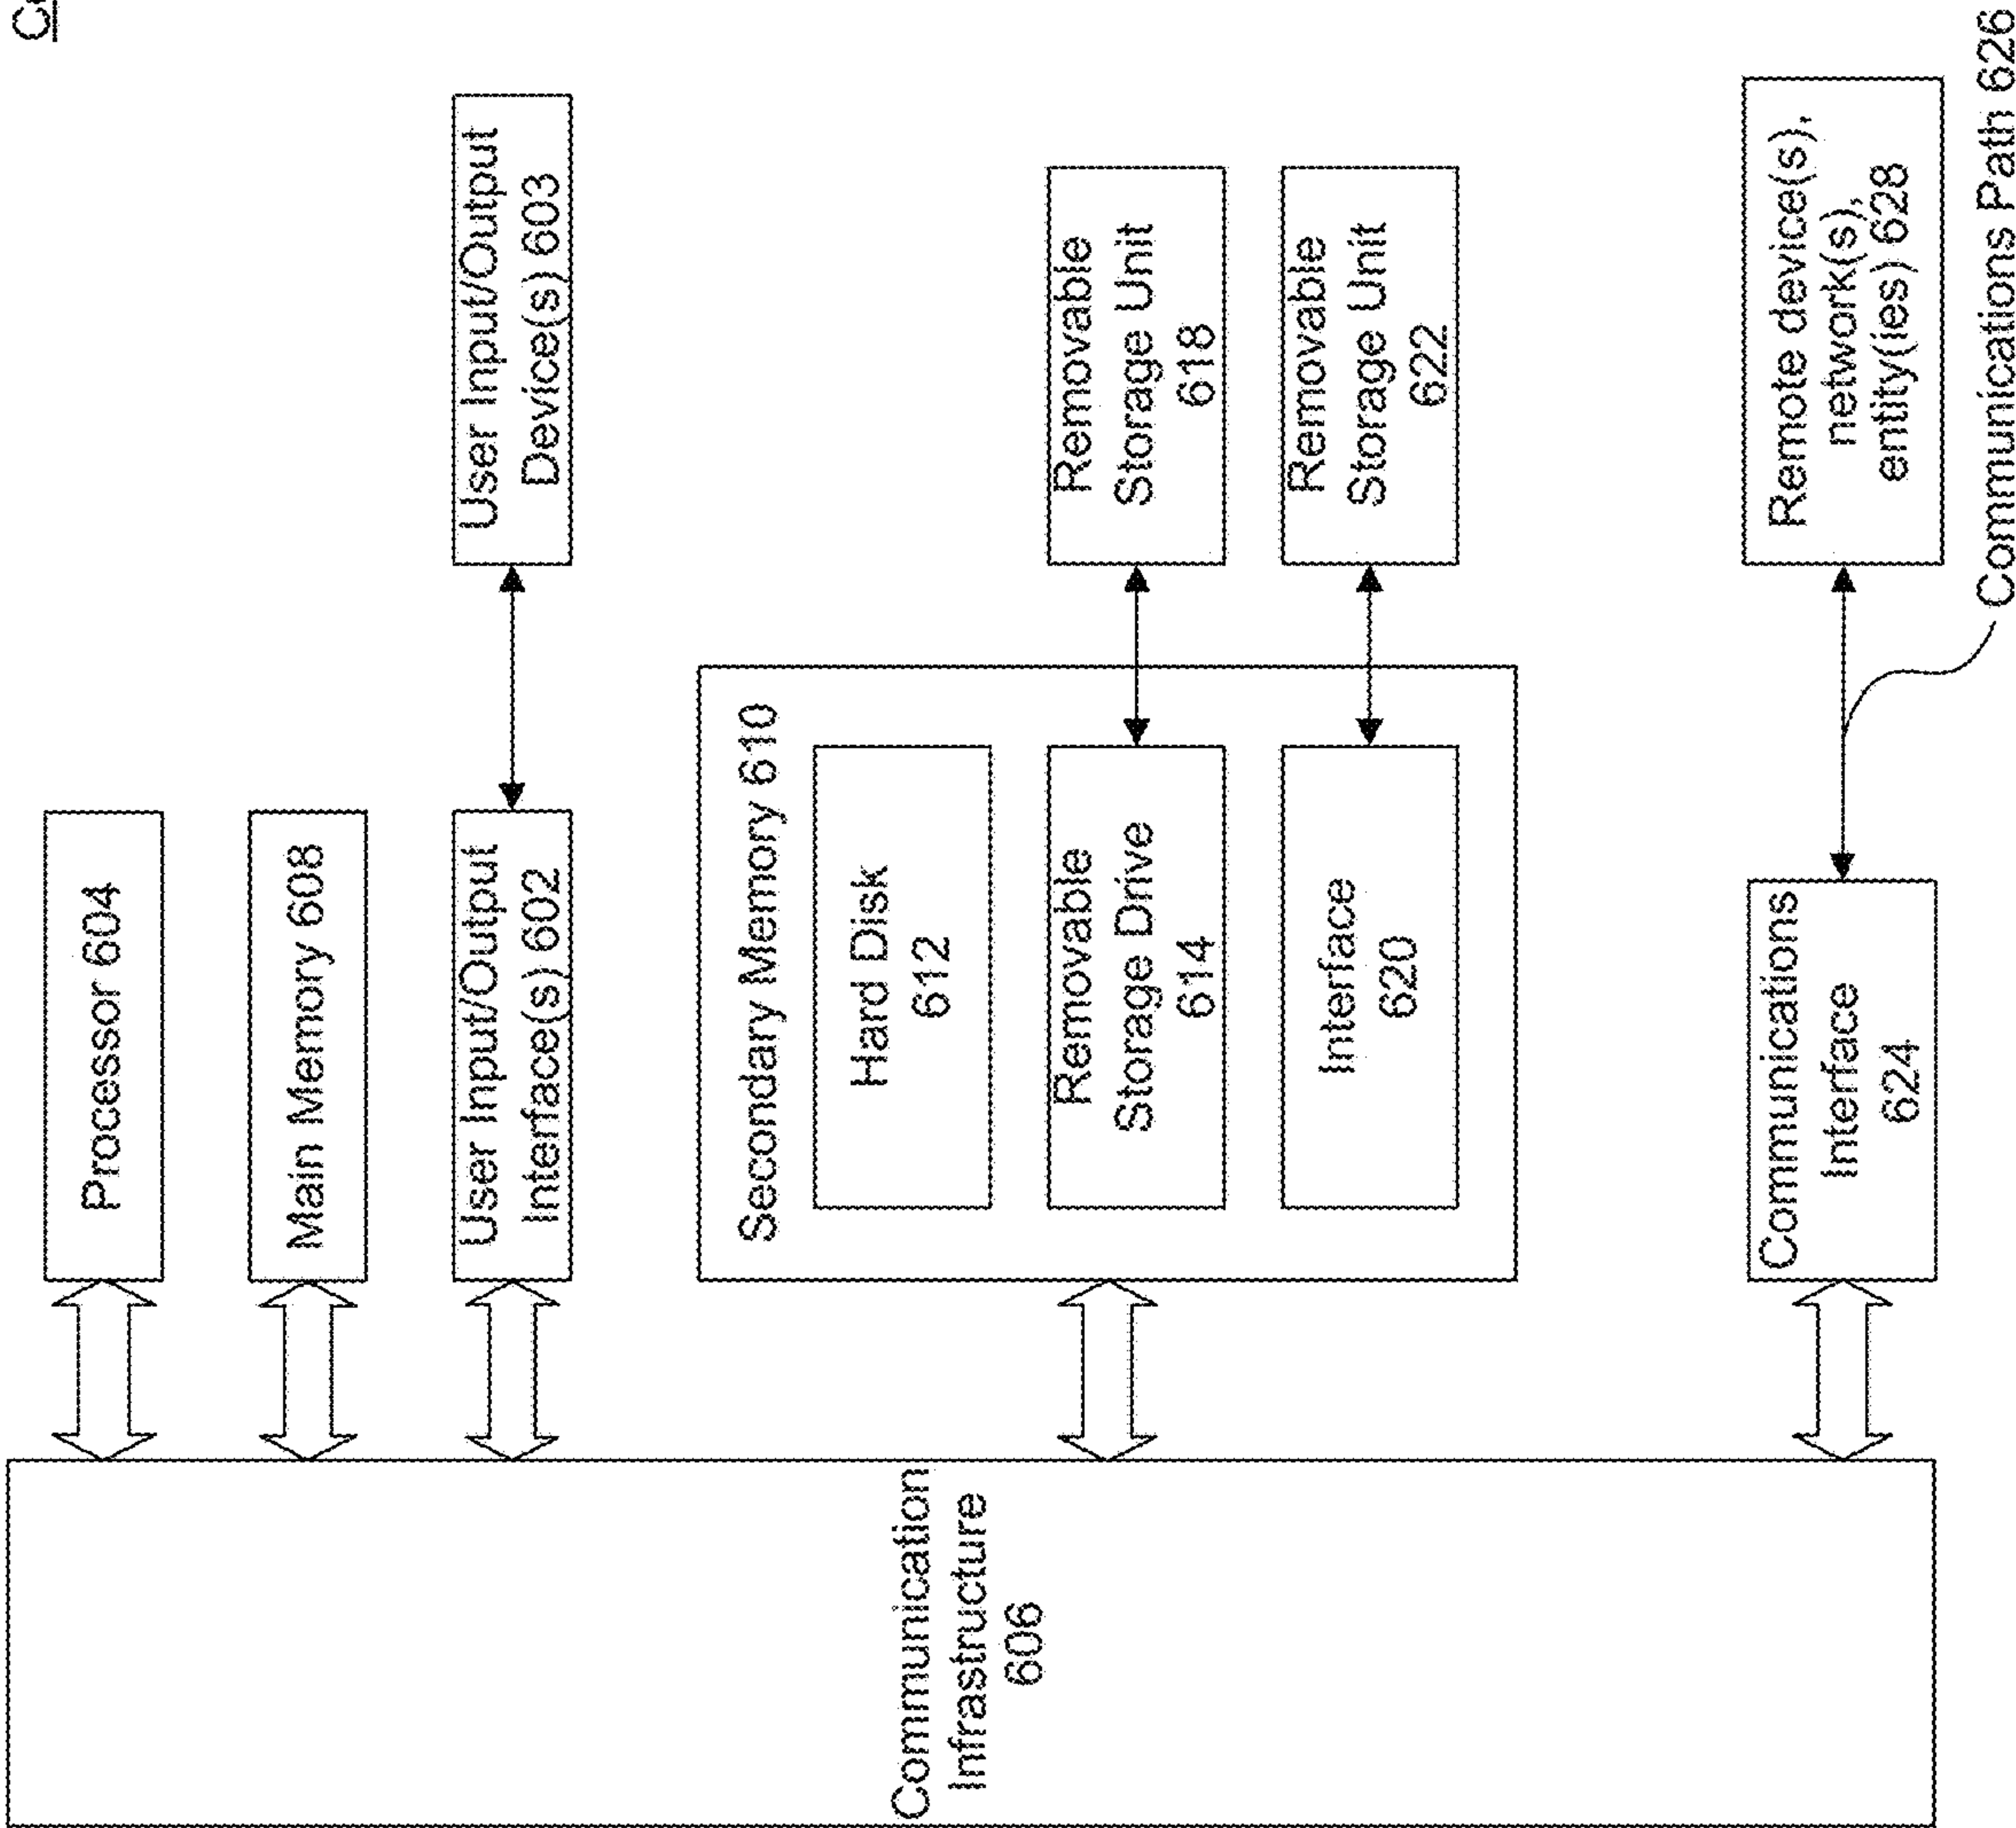 Communication
Infrastructure
606
Processor 604
Main Memory 608
User Input/Output
Interface(s) 602
User Input/Output
Device(s) 603
Secondary Memory 610
Hard Disk
612
Removable
Storage Drive
614
Removable
Storage Unit
618
Interface
620
Removable
Storage Unit
622
Communications
Interface
624
Remote device(s),
network(s),
entity(ies) 628
Communications Path 626